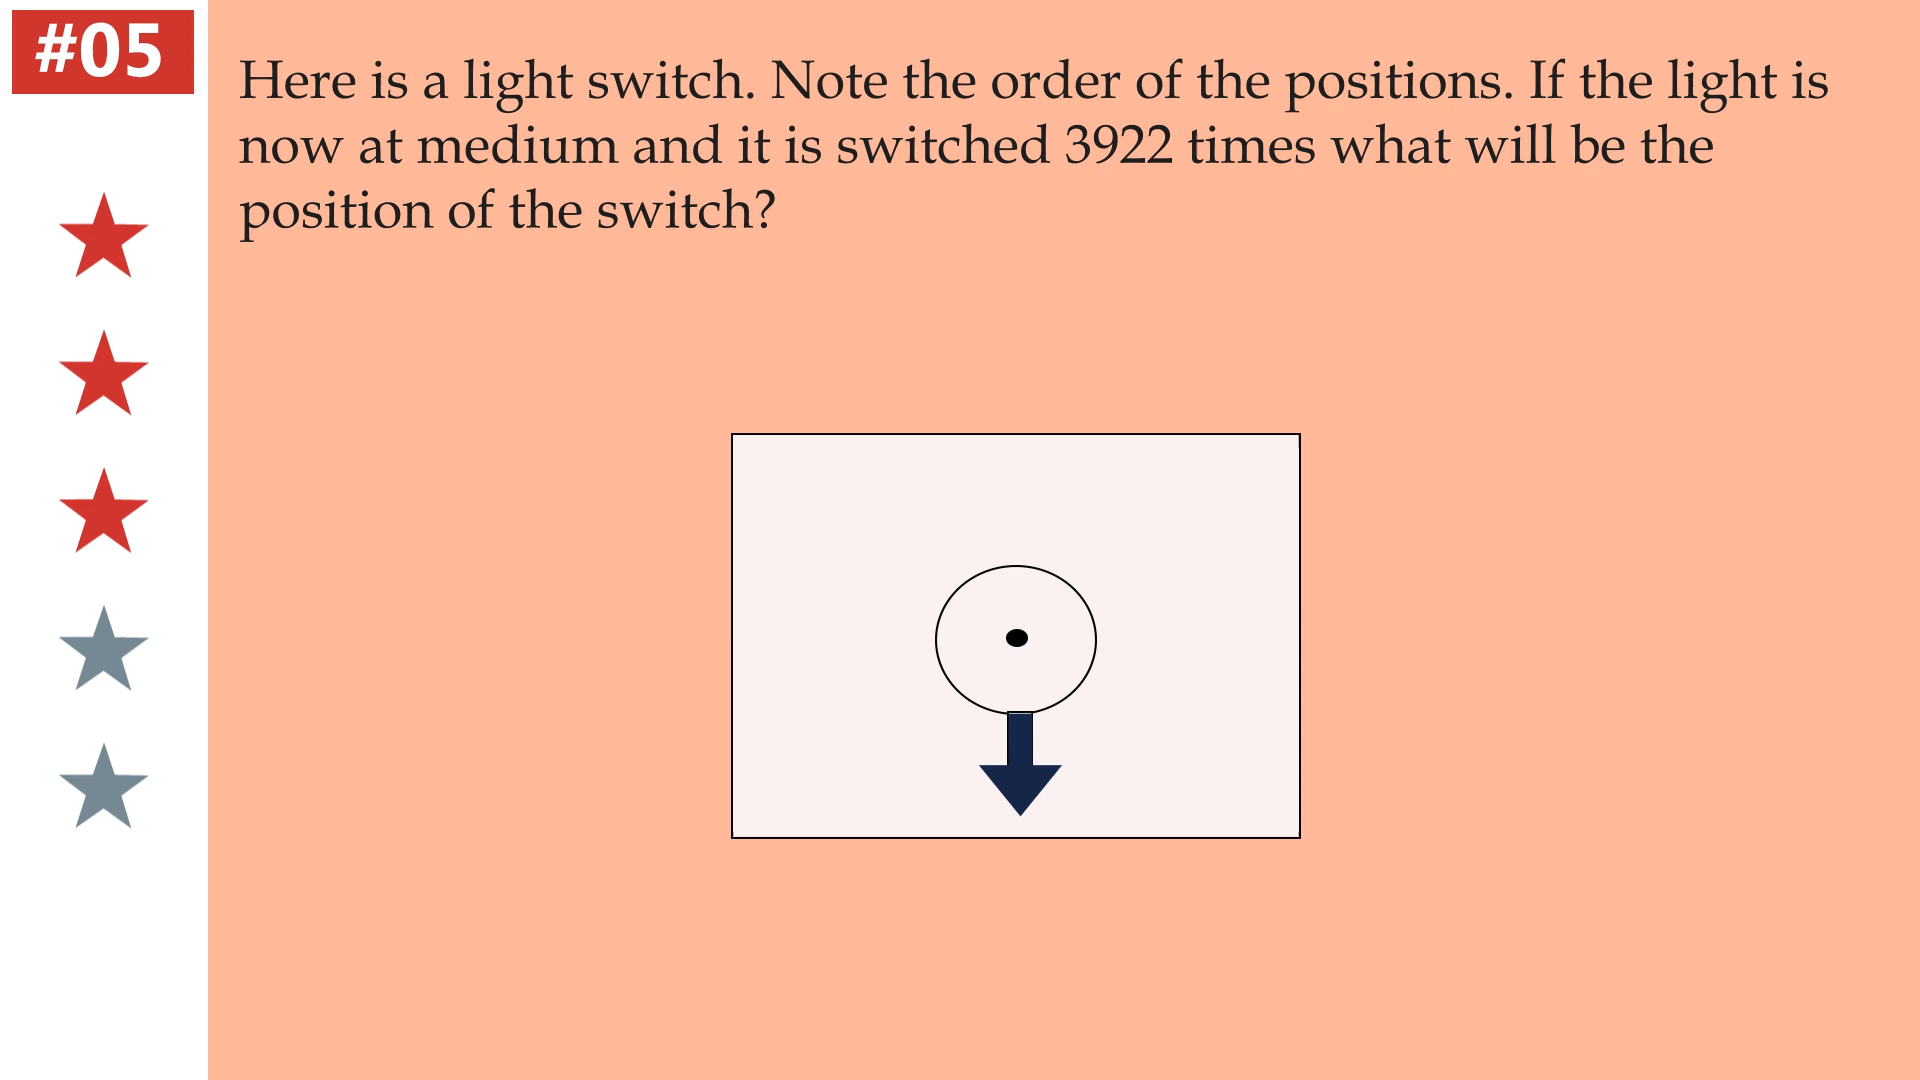 #05
Here is a light switch. Note the order of the positions. If the light is
now at medium and it is switched 3922 times what will be the
position of the switch?